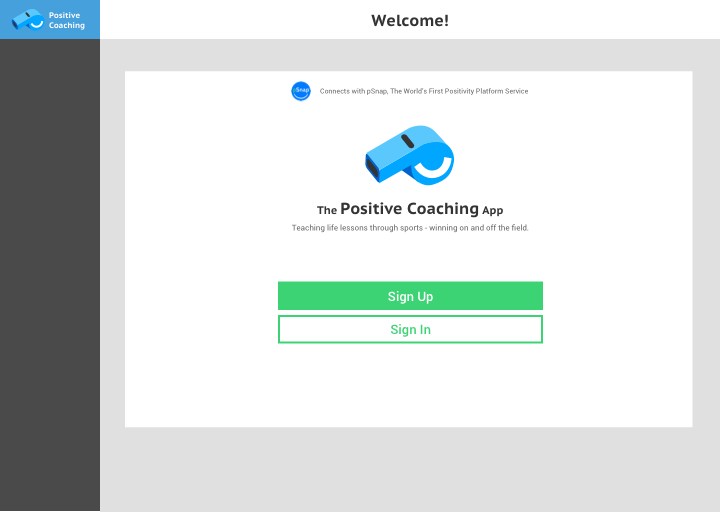 Positive
Coaching
Welcome!
pSnap
Connects with pSnap, The World's First Positivity Platform Service
The Positive Coaching App
Teaching life lessons through sports - winning on and off the field.
Sign Up
Sign In